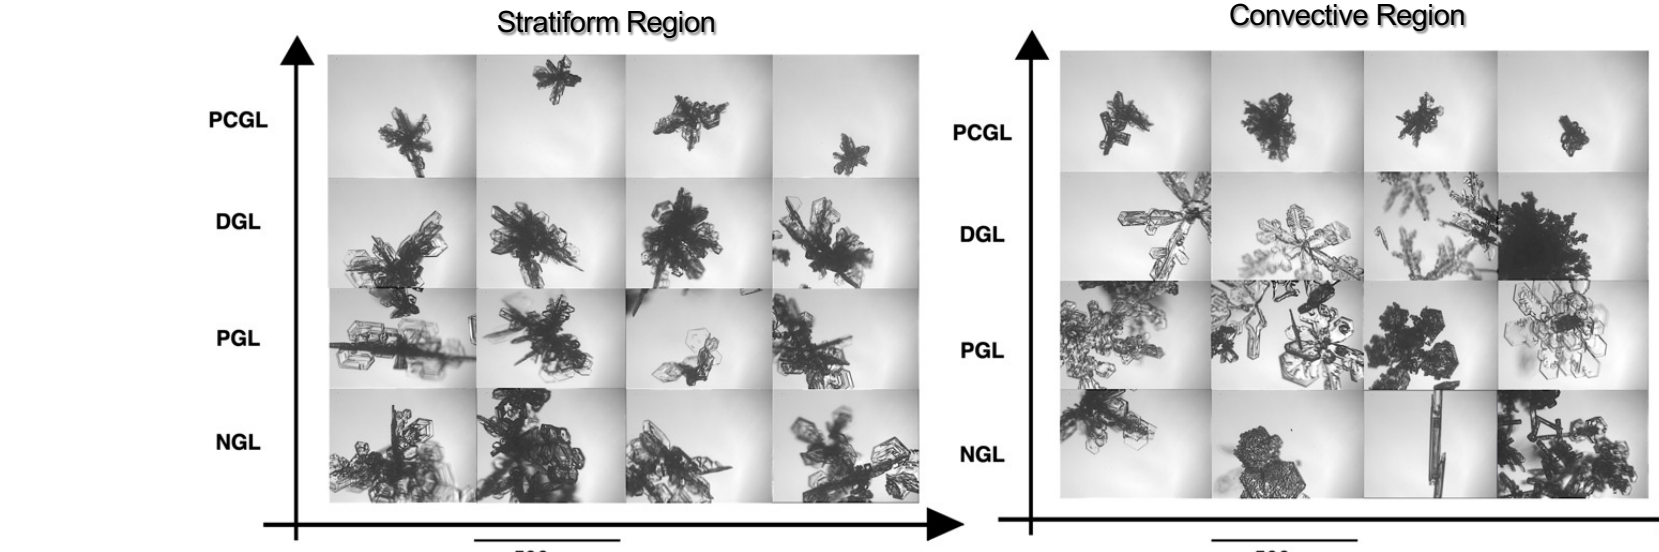 Stratiform Region
PCGL
DGL
PGL
NGL
Convective Region
PCGL
DGL
PGL
NGL